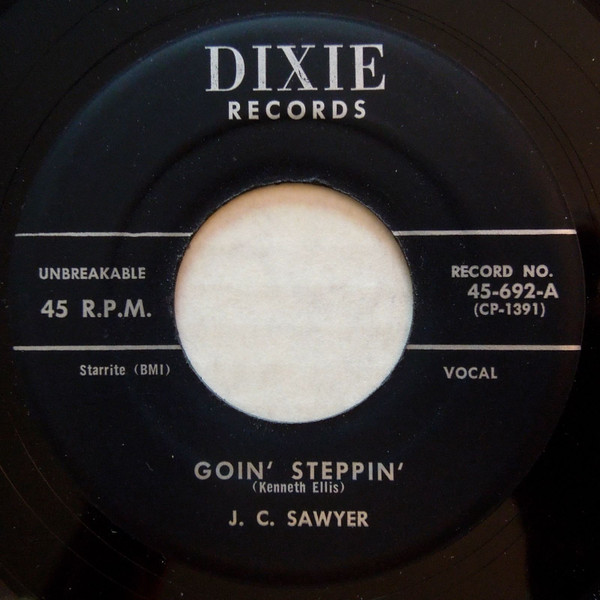 DIXIE
RECORDS
UNBREAKABLE
45 R.P.M.
RECORD NO.
45-692-A
(CP-1391)
Starrite (BMI)
VOCAL
GOIN' STEPPIN'
(Kenneth Ellis)
J. C. SAWYER